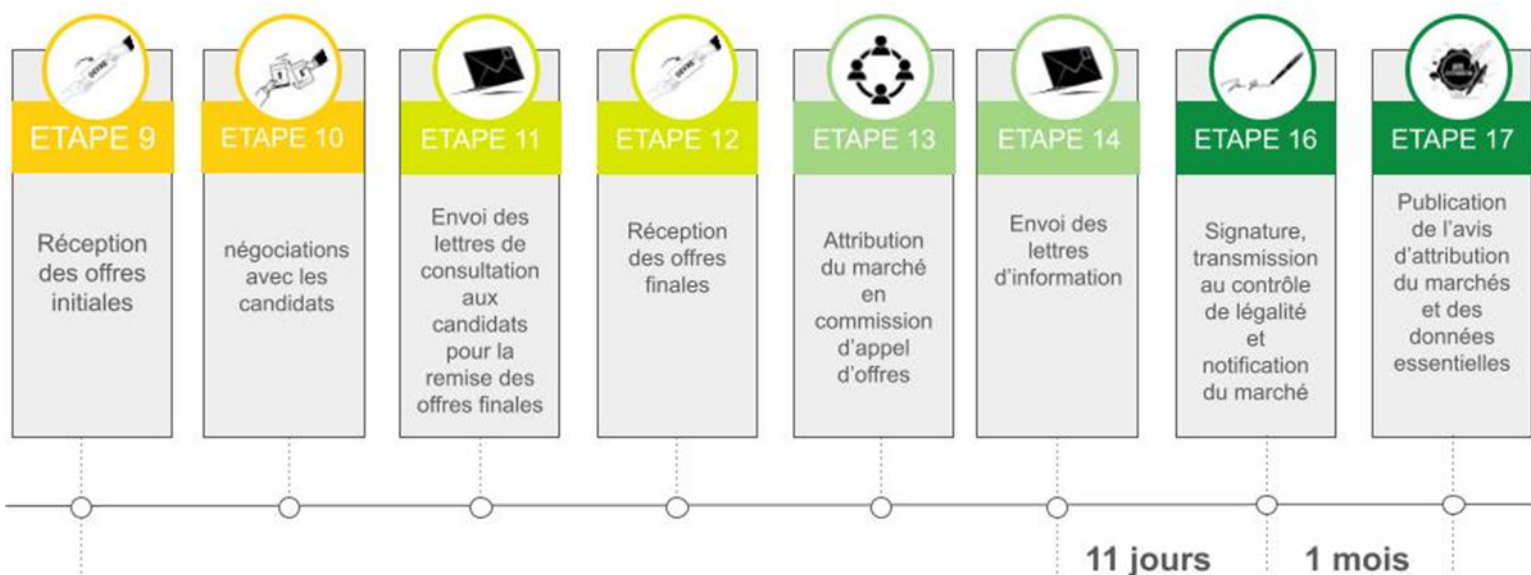 ETAPE 9
Réception
des offres
initiales
ETAPE 10
négociations
avec les
candidats
ETAPE 11
Envoi des
lettres de
consultation
aux
candidats
pour la
remise des
offres finales
ETAPE 12
Réception
des offres
finales
ETAPE 13
Attribution
du marché
en
commission
d'appel
d'offres
ETAPE 14
Envoi des
lettres
d'information
ETAPE 16
Signature,
transmission
au contrôle
de légalité
et
notification
du marché
ETAPE 17
Publication
de l'avis
d'attribution
du marchés
et des
données
essentielles
OFFRE
OFFRE
11 jours
1 mois